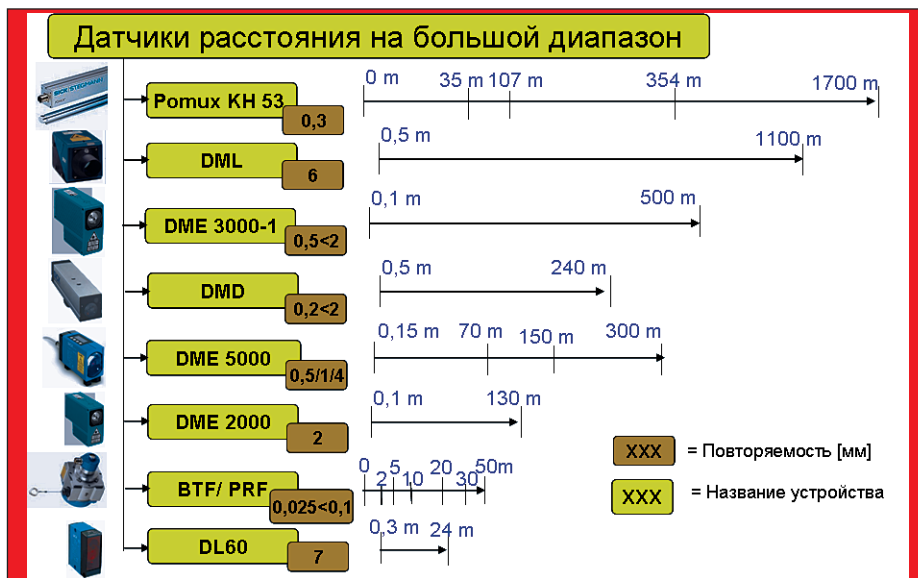 Датчики расстояния на большой диапазон
SICK STEGMANN
Pomux KH 53
0,3
0 m 35 m 107 m 354 m 1700 m
DML
6
0,5 m 1100 m
DME 3000-1
0,5<2
0,1 m 500 m
DMD
0,2<2
0,5 m 240 m
DME 5000
0,5/1/4
0,15 m 70 m 150 m 300 m
DME 2000
2
0,1 m 130 m
XXX = Повторяемость [мм]
BTF/ PRF
0,025<0,1
0 2 5 10 20 30 50m
XXX = Название устройства
DL60
7
0,3 m 24 m